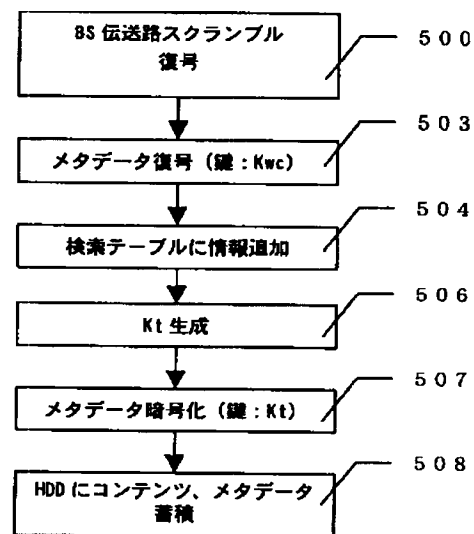 BS 伝送路スクランブル
復号
500
503
メタデータ復号（鍵：Kwc）
504
検索テーブルに情報追加
506
Kt 生成
507
メタデータ暗号化（鍵：Kt）
508
HDD にコンテンツ、メタデータ
蓄積